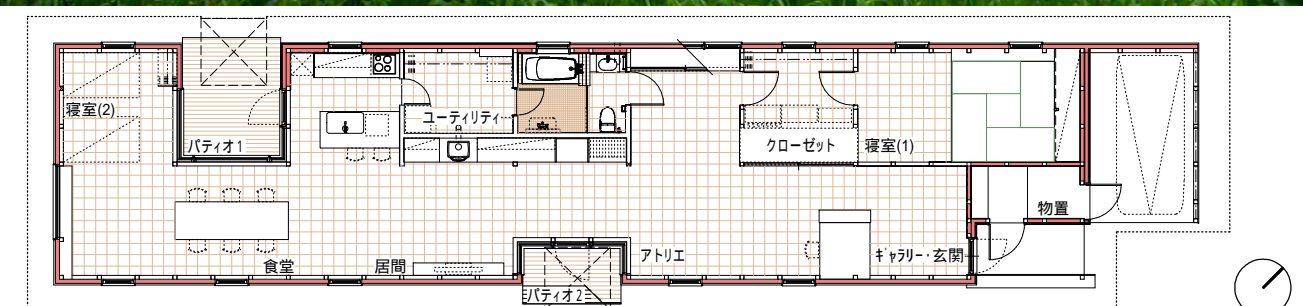 寝室(2)
パティオ1
ユーティリティ
クローゼット
寝室(1)
物置
食堂
居間
アトリエ
ギャラリー・玄関
パティオ2